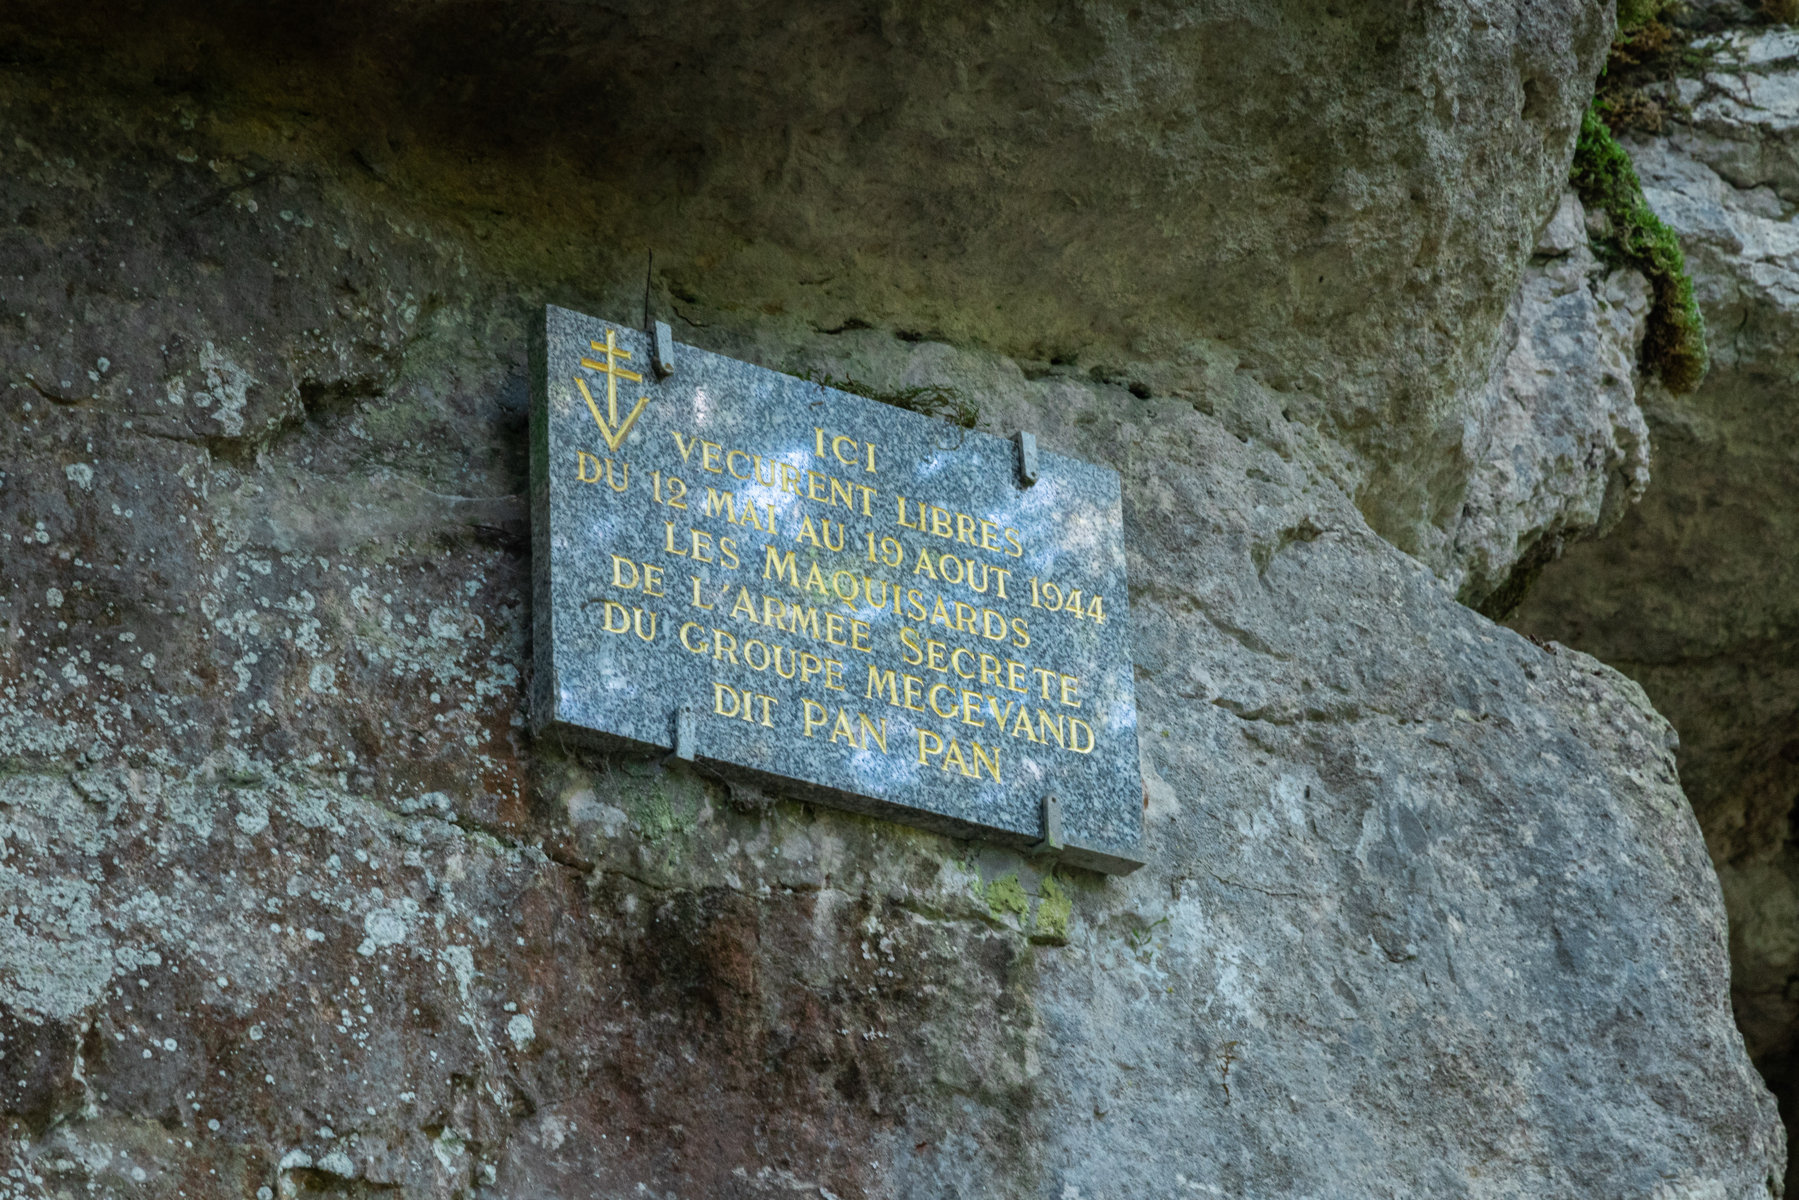 ICI
VECURENT LIBRES
DU 12 MAI AU 19 AOUT 1944
LES MAQUISARDS
DE L'ARMEE SECRETE
DU GROUPE MEGEVAND
DIT PAN PAN